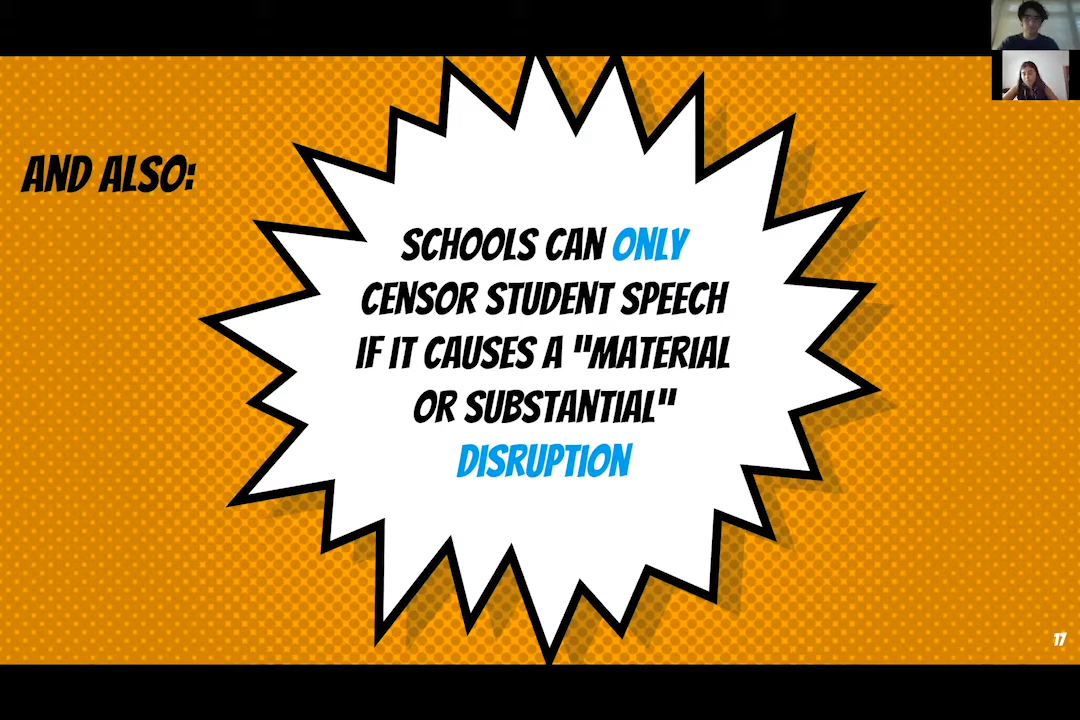 AND ALSO:
SCHOOLS CAN ONLY
CENSOR STUDENT SPEECH
IF IT CAUSES A "MATERIAL
OR SUBSTANTIAL"
DISRUPTION
17